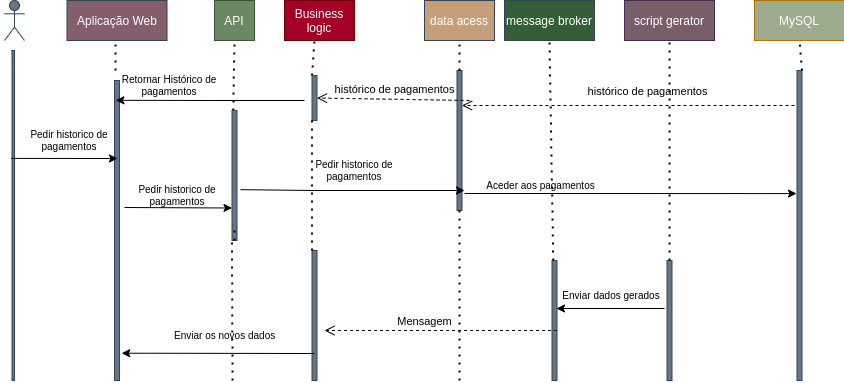 Aplicação Web
API
Business
logic
data acess
message broker
script gerator
MySQL
Retornar Histórico de
pagamentos
histórico de pagamentos
histórico de pagamentos
Pedir historico de
pagamentos
Pedir historico de
pagamentos
Pedir historico de
pagamentos
Aceder aos pagamentos
Enviar dados gerados
Mensagem
Enviar os novos dados